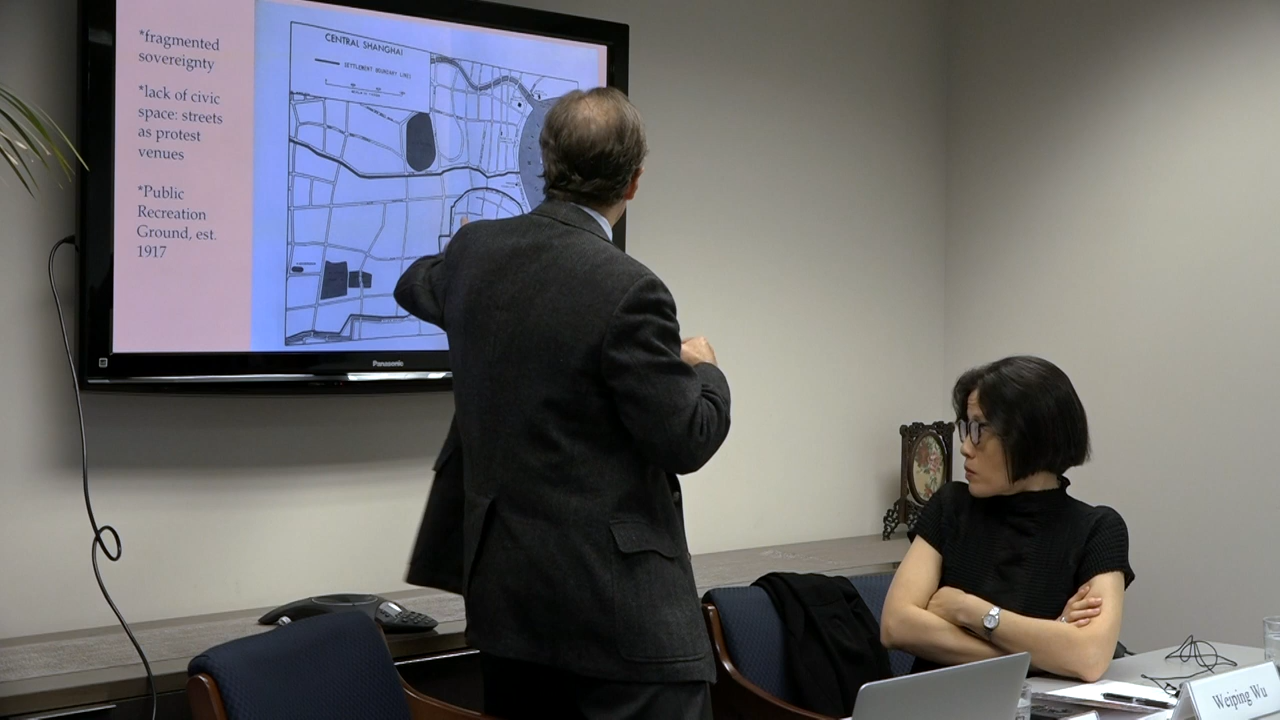 *fragmented
sovereignty
*lack of civic
space: streets
as protest
venues
*Public
Recreation
Ground, est.
1917
CENTRAL SHANGHAI
SETTLEMENT BOUNDARY LINES
Panasonic
Weiping Wu